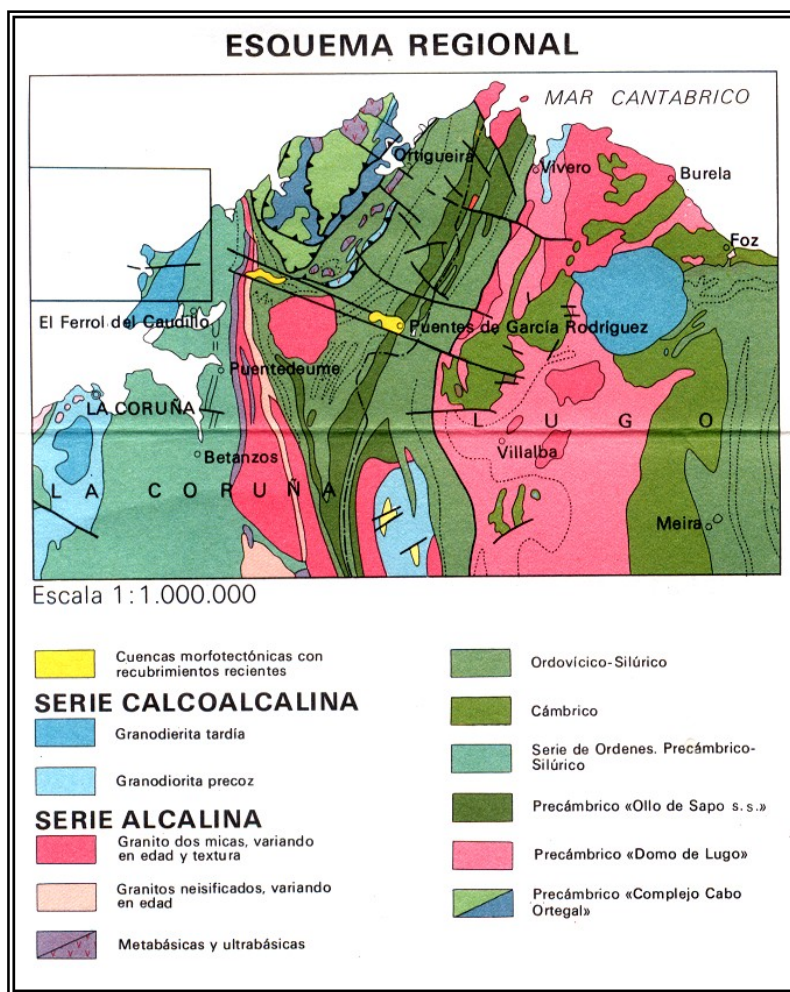 ESQUEMA REGIONAL
MAR CANTABRICO
Ortigueira
Vivero
Burela
Foz
El Ferrol del Caudillo
Puentes de García Rodríguez
Puentedeume
LA CORUÑA
L U G O
Betanzos
Villalba
L A C O R U Ñ A
Meira
Escala 1:1.000.000
Cuencas morfotectónicas con
recubrimientos recientes
SERIE CALCOALCALINA
Granodierita tardía
Granodiorita precoz
SERIE ALCALINA
Granito dos micas, variando
en edad y textura
Granitos neisificados, variando
en edad
Metabásicas y ultrabásicas
Ordovícico-Silúrico
Cámbrico
Serie de Ordenes. Precámbrico-
Silúrico
Precámbrico «Ollo de Sapo s.s.»
Precámbrico «Domo de Lugo»
Precámbrico «Complejo Cabo
Ortegal»